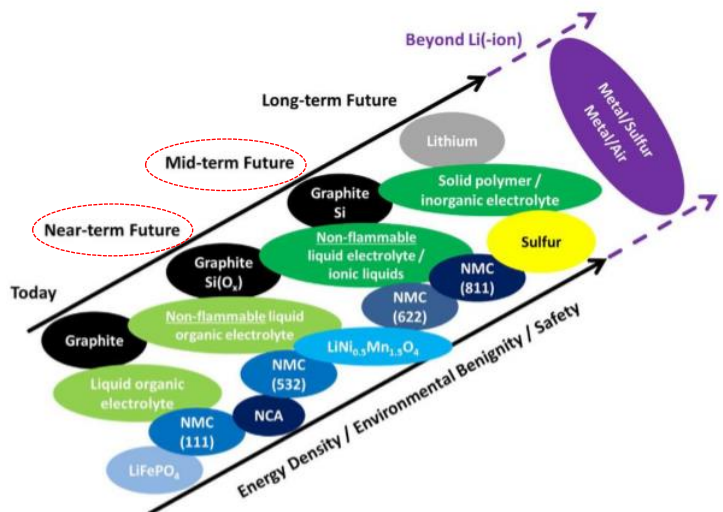 Beyond Li(-ion)
Metal/Sulfur
Metal/Air
Long-term Future
Lithium
Mid-term Future
Solid polymer /
inorganic electrolyte
Graphite
Si
Near-term Future
Non-flammable
liquid electrolyte /
ionic liquids
Sulfur
Graphite
Si(Oₓ)
NMC
(811)
Today
NMC
(622)
Non-flammable liquid
organic electrolyte
Graphite
LiNi₀.₅Mn₁.₅O₄
NMC
(532)
Liquid organic
electrolyte
NCA
NMC
(111)
LiFePO₄
Energy Density / Environmental Benignity / Safety